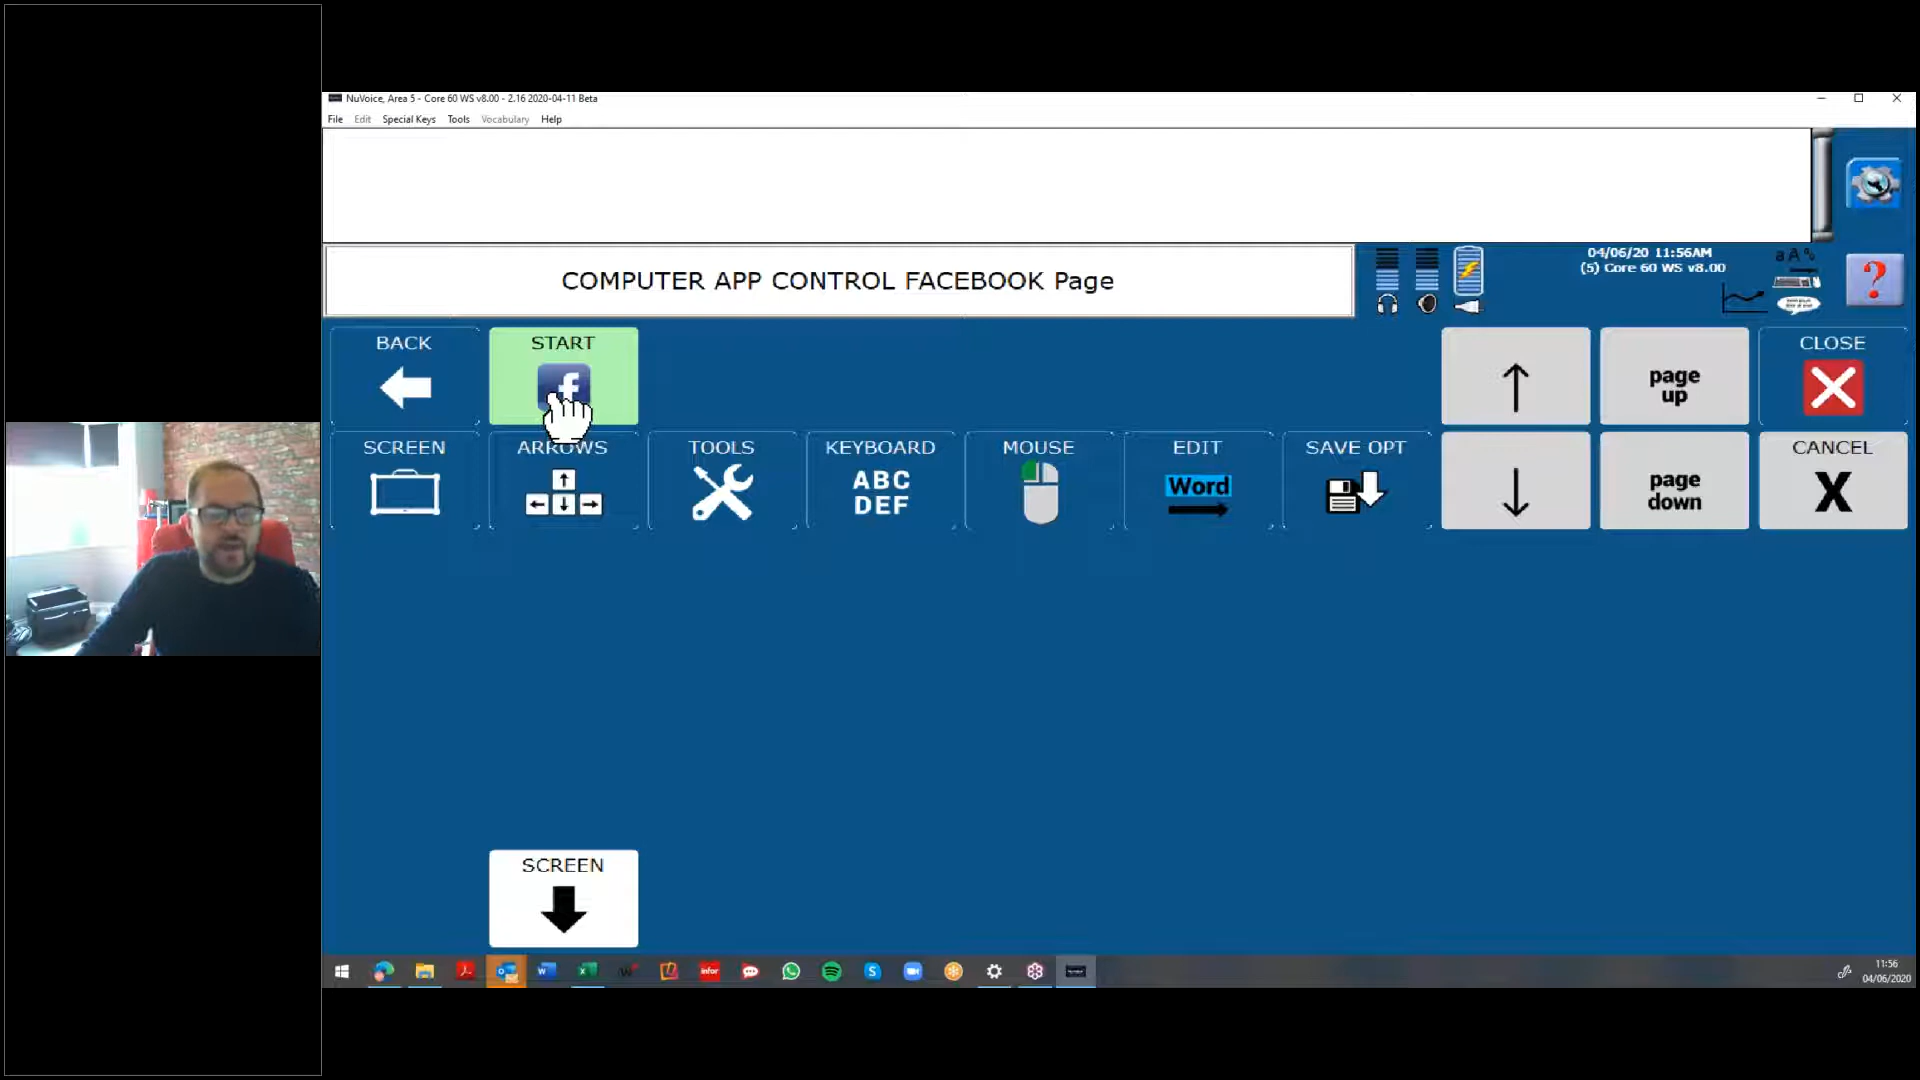 NuVoice, Area 5 - Core 60 WS v8.00 - 2.16 2020-04-11 Beta
File Edit Special Keys Tools Vocabulary Help
04/06/20 11:56AM
(5) Core 60 WS v8.00
a A %
COMPUTER APP CONTROL FACEBOOK Page
?
BACK START ↑ page up CLOSE
f
SCREEN ARROWS TOOLS KEYBOARD MOUSE EDIT SAVE OPT ↓ page down CANCEL
ABC DEF Word X
SCREEN
infor
11:56
04/06/2020